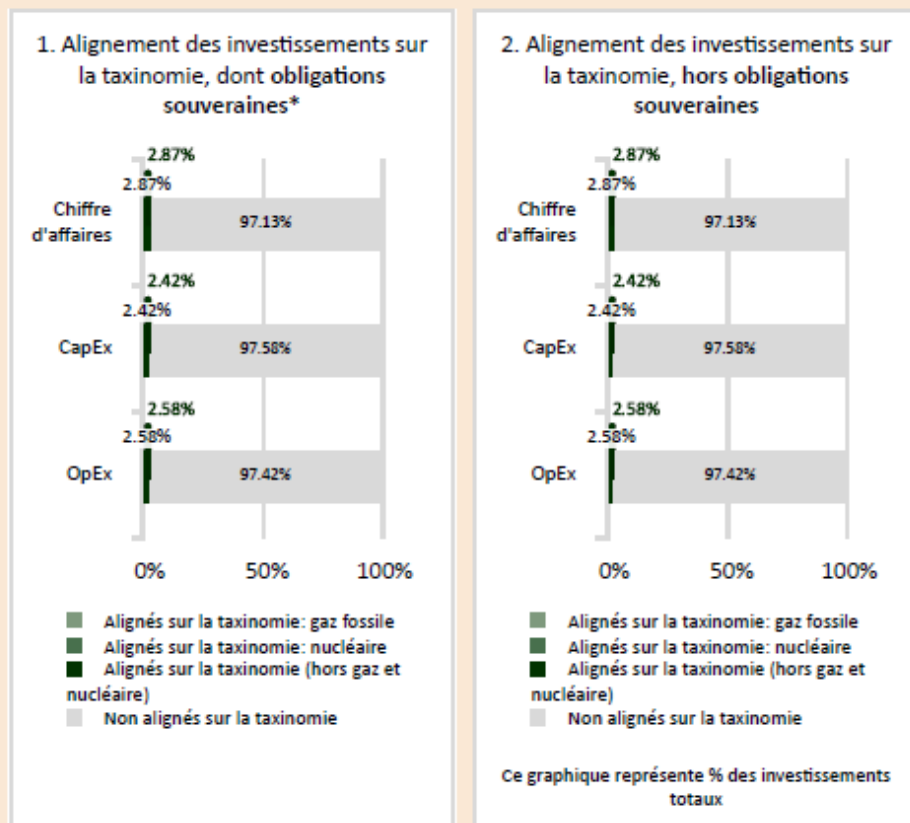 1. Alignement des investissements sur
la taxinomie, dont obligations
souveraines*
2.87%
2.87%
Chiffre
d'affaires
97.13%
2.42%
2.42%
CapEx
97.58%
2.58%
2.58%
OpEx
97.42%
0% 50% 100%
Alignés sur la taxinomie: gaz fossile
Alignés sur la taxinomie: nucléaire
Alignés sur la taxinomie (hors gaz et
nucléaire)
Non alignés sur la taxinomie
2. Alignement des investissements sur
la taxinomie, hors obligations
souveraines
2.87%
2.87%
Chiffre
d'affaires
97.13%
2.42%
2.42%
CapEx
97.58%
2.58%
2.58%
OpEx
97.42%
0% 50% 100%
Alignés sur la taxinomie: gaz fossile
Alignés sur la taxinomie: nucléaire
Alignés sur la taxinomie (hors gaz et
nucléaire)
Non alignés sur la taxinomie
Ce graphique représente % des investissements
totaux